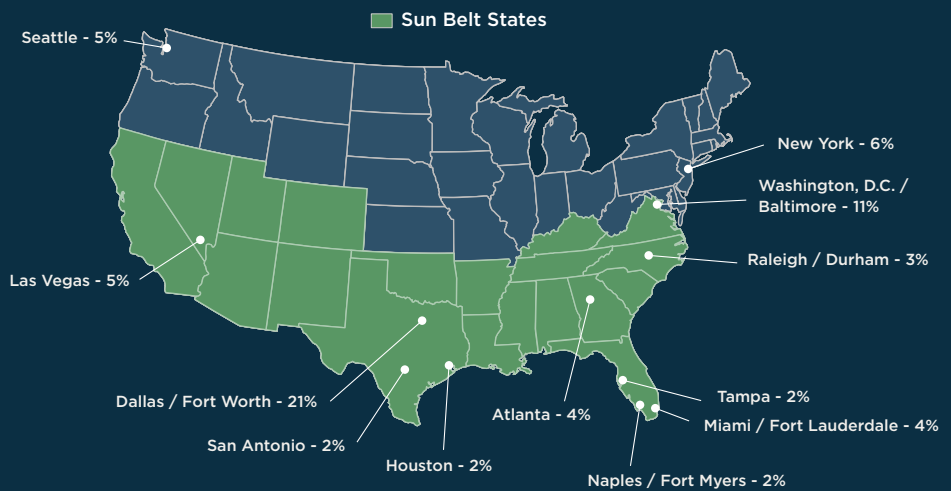 Sun Belt States
Seattle - 5%
New York - 6%
Washington, D.C. /
Baltimore - 11%
Raleigh / Durham - 3%
Las Vegas - 5%
Dallas / Fort Worth - 21%
San Antonio - 2%
Houston - 2%
Atlanta - 4%
Tampa - 2%
Miami / Fort Lauderdale - 4%
Naples / Fort Myers - 2%